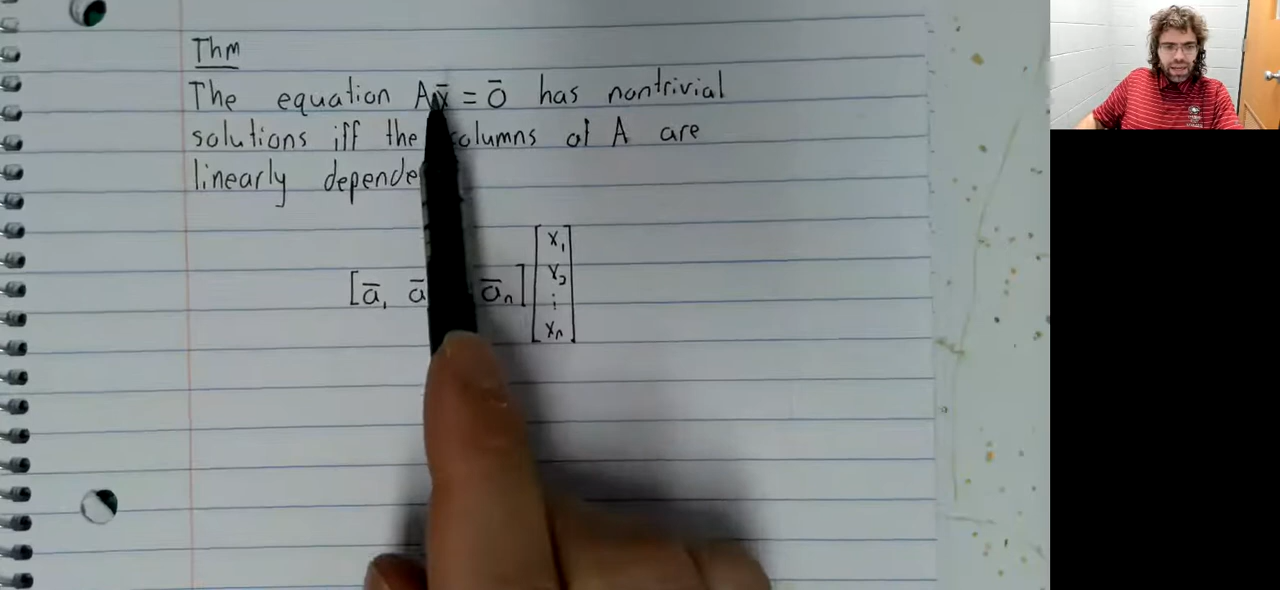 Thm
The equation Ax̄ = ō has nontrivial
solutions iff the columns of A are
linearly depende
[ā₁ ā ā𝑛] [x₁
x₂
⋮
xₙ]